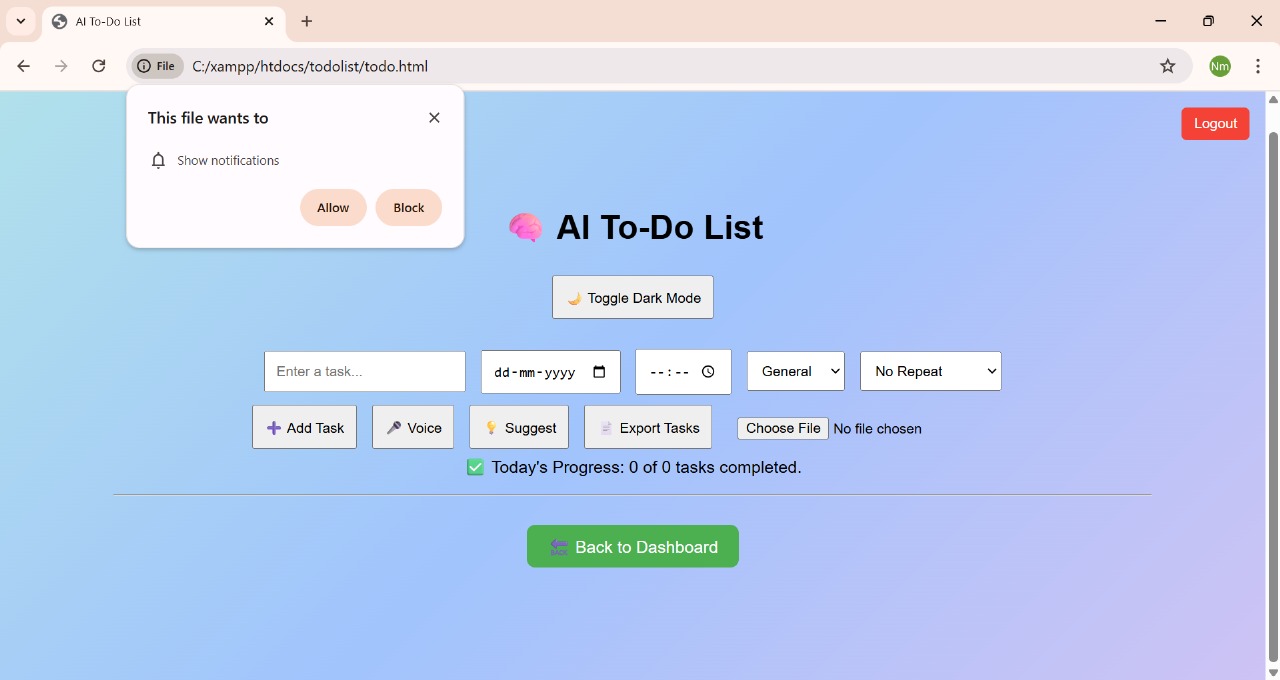 AI To-Do List
File C:/xampp/htdocs/todolist/todo.html
Nm
This file wants to
Show notifications
Allow Block
Logout
🧠 AI To-Do List
🌙 Toggle Dark Mode
Enter a task... dd-mm-yyyy --:-- General No Repeat
➕ Add Task 🎤 Voice 💡 Suggest 📄 Export Tasks Choose File No file chosen
✅ Today's Progress: 0 of 0 tasks completed.
🔙 Back to Dashboard